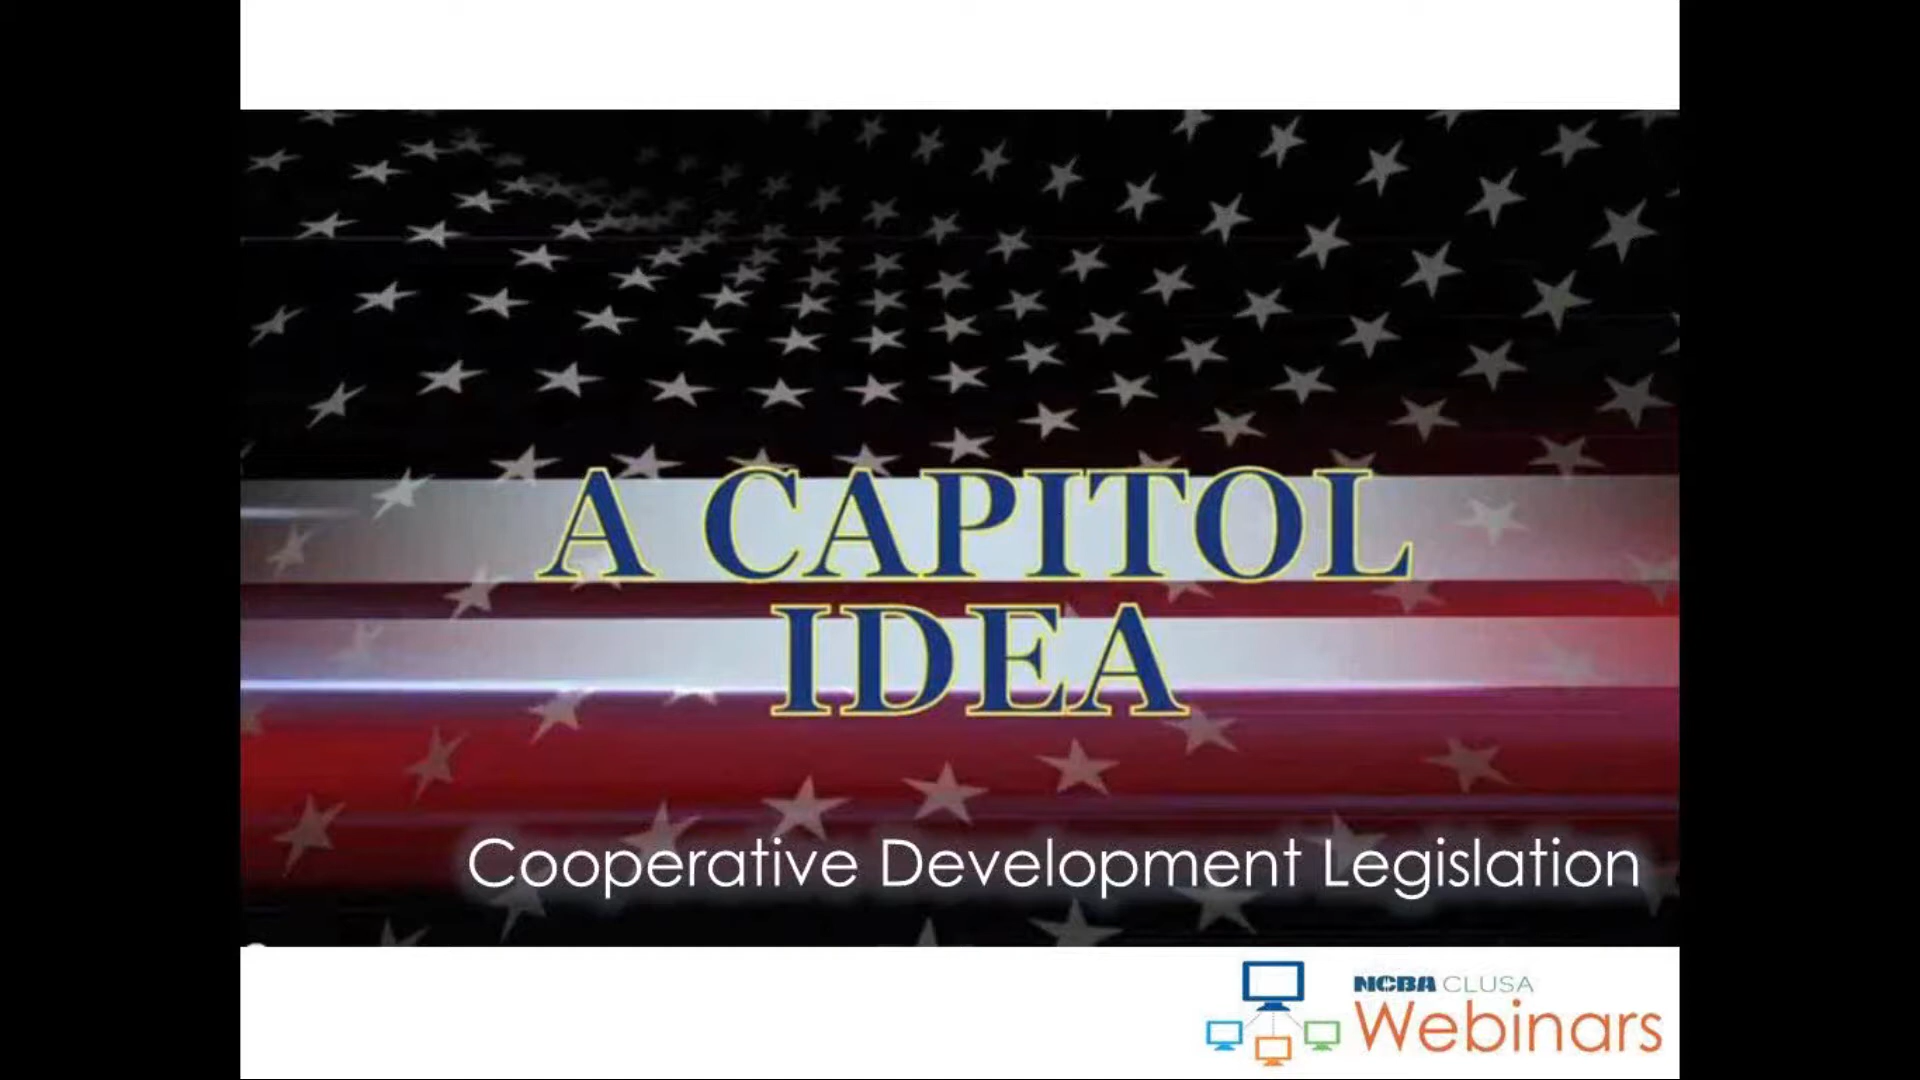 A CAPITOL
IDEA
Cooperative Development Legislation
NCBA CLUSA
Webinars